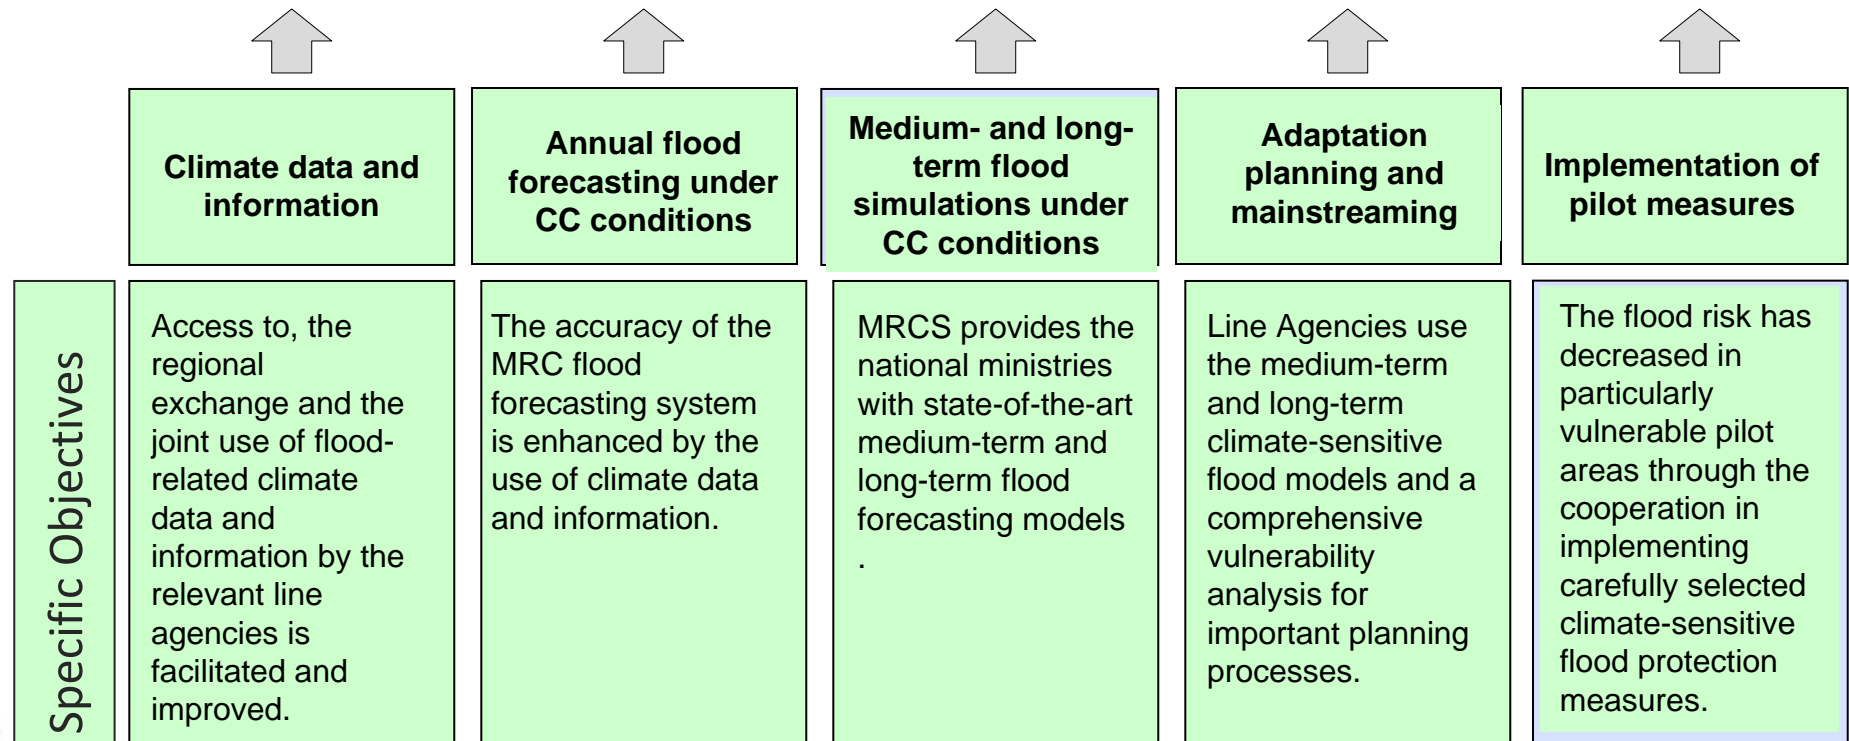 Climate data and
information
Annual flood
forecasting under
CC conditions
Medium- and long-
term flood
simulations under
CC conditions
Adaptation
planning and
mainstreaming
Implementation of
pilot measures
Specific Objectives
Access to, the
regional
exchange and the
joint use of flood-
related climate
data and
information by the
relevant line
agencies is
facilitated and
improved.
The accuracy of the
MRC flood
forecasting system
is enhanced by the
use of climate data
and information.
MRCS provides the
national ministries
with state-of-the-art
medium-term and
long-term flood
forecasting models
.
Line Agencies use
the medium-term
and long-term
climate-sensitive
flood models and a
comprehensive
vulnerability
analysis for
important planning
processes.
The flood risk has
decreased in
particularly
vulnerable pilot
areas through the
cooperation in
implementing
carefully selected
climate-sensitive
flood protection
measures.